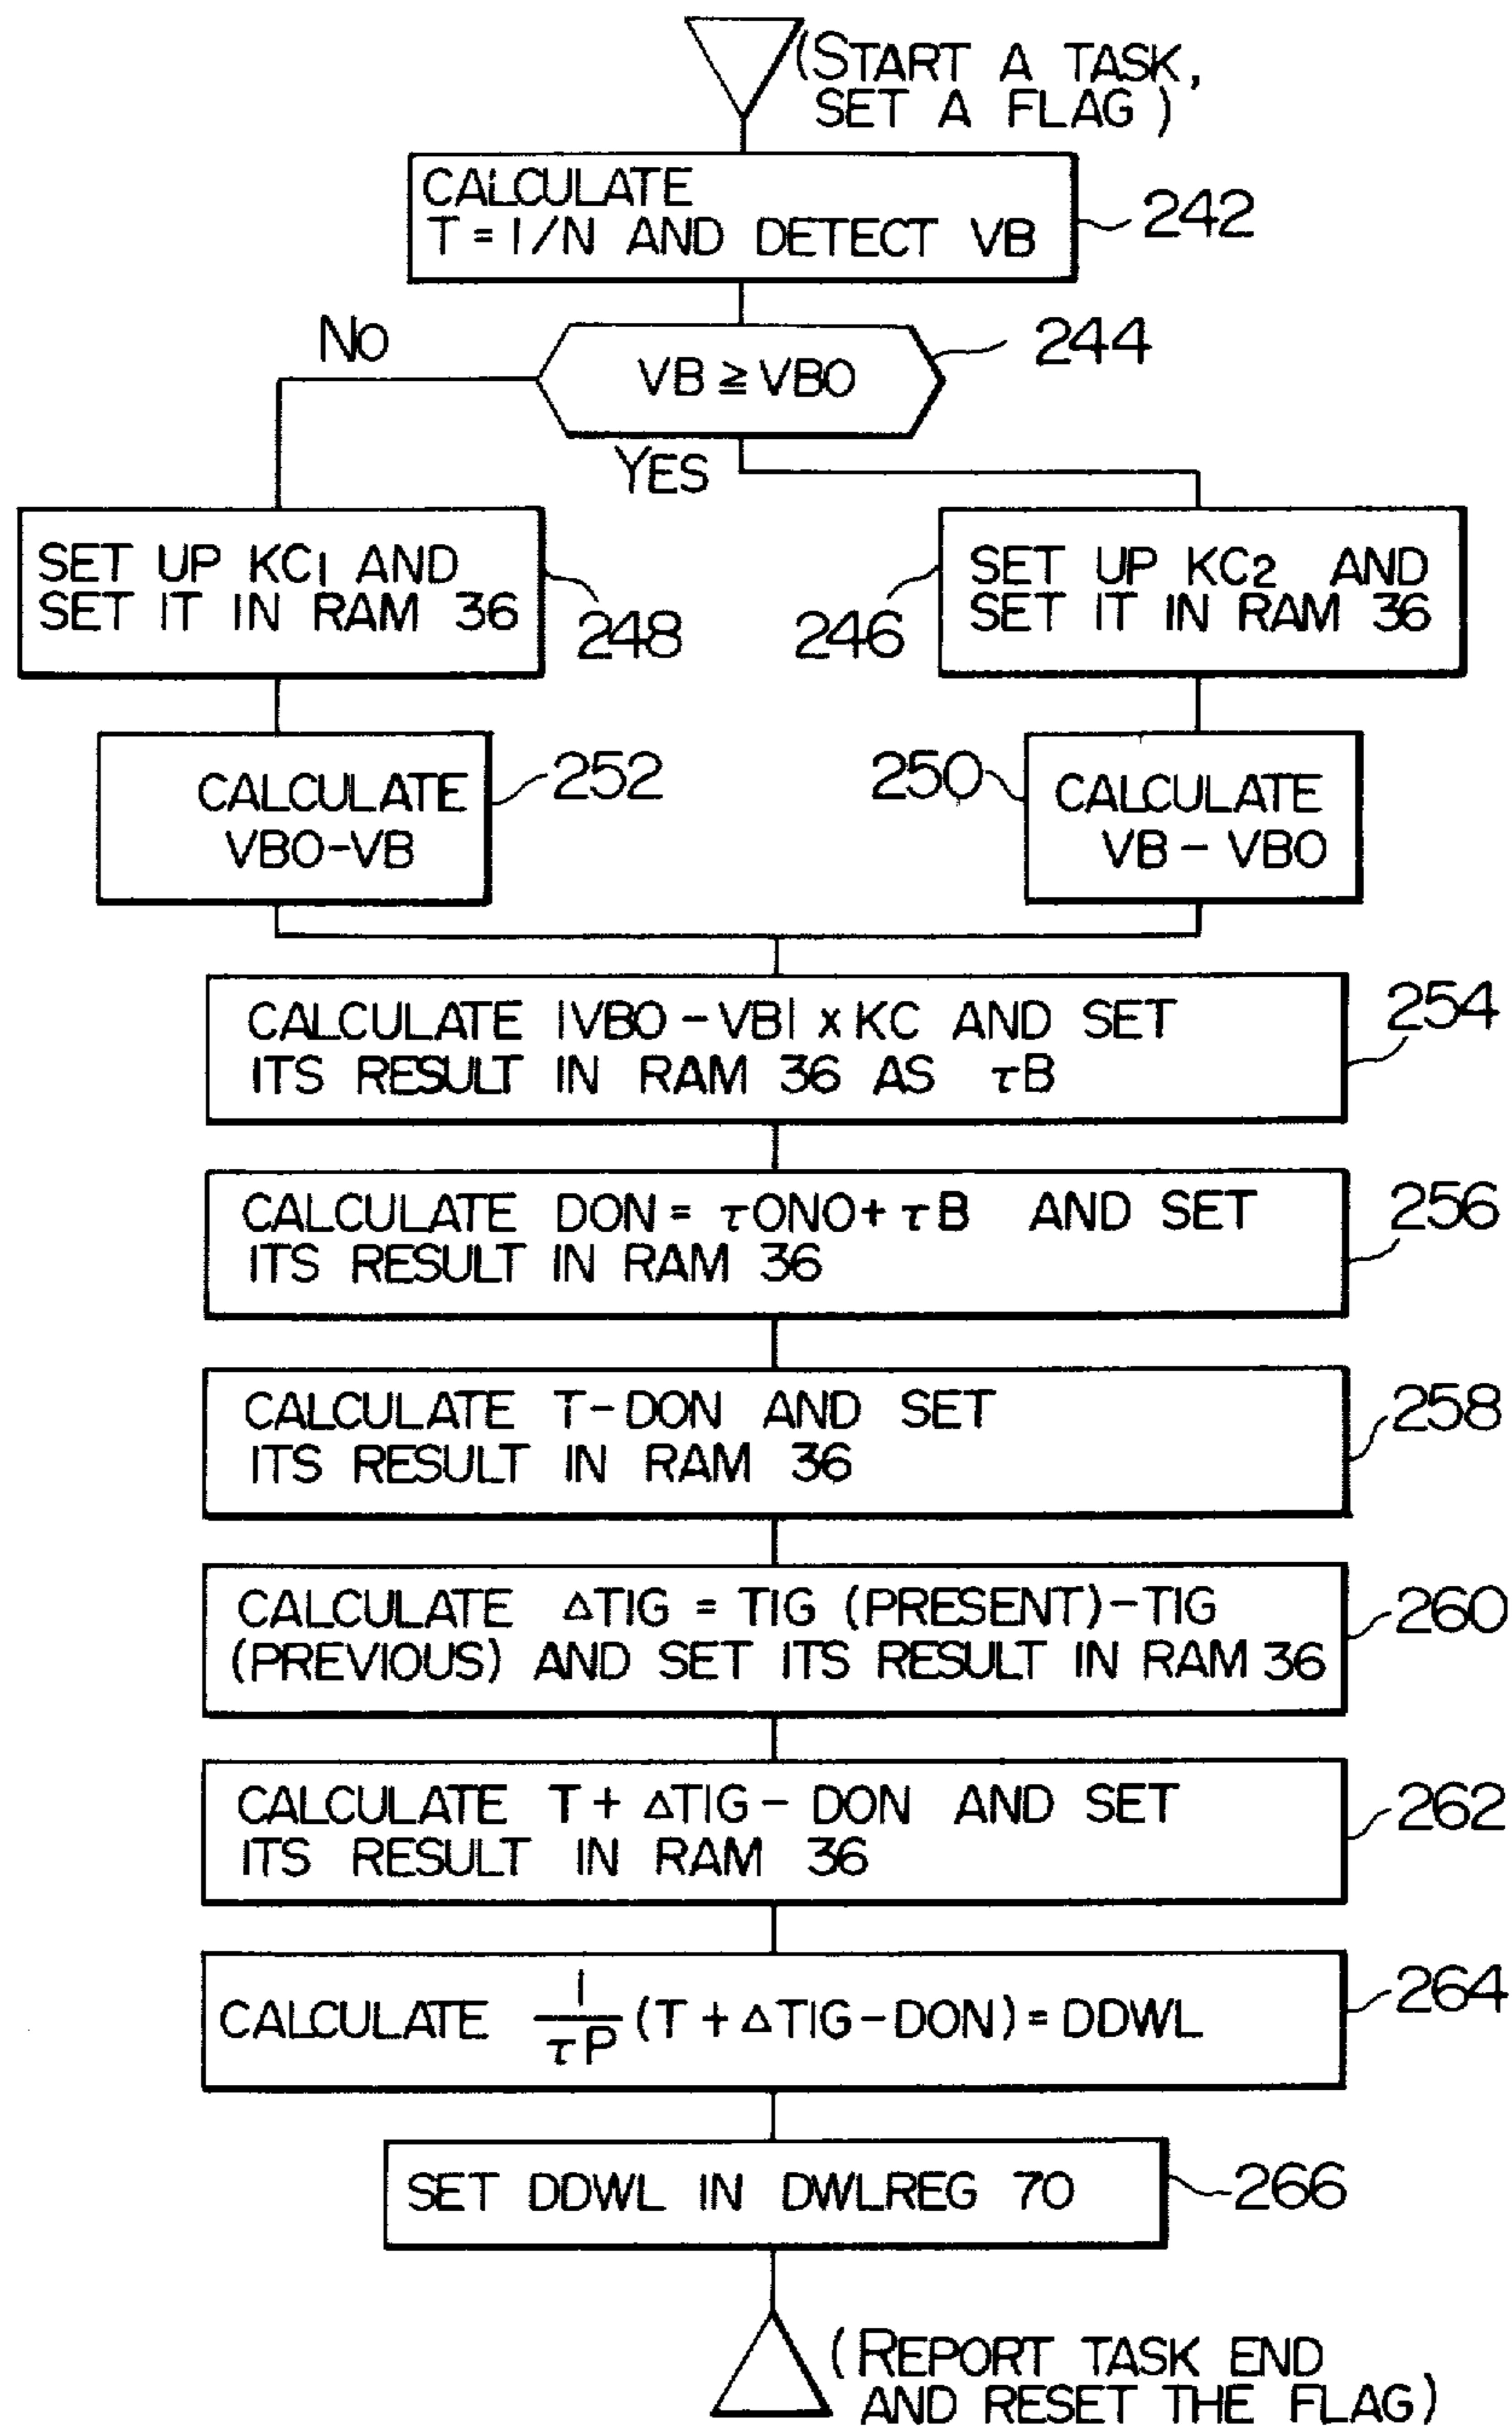 (START A TASK,
SET A FLAG)
CALCULATE
T = 1/N AND DETECT VB
242
NO
VB ≧ VBO
244
YES
SET UP KC1 AND
SET IT IN RAM 36
248
246
SET UP KC2 AND
SET IT IN RAM 36
CALCULATE
VBO-VB
252
250
CALCULATE
VB - VBO
CALCULATE |VBO - VB| x KC AND SET
ITS RESULT IN RAM 36 AS τB
254
CALCULATE DON = τONO + τB AND SET
ITS RESULT IN RAM 36
256
CALCULATE T-DON AND SET
ITS RESULT IN RAM 36
258
CALCULATE ΔTIG = TIG (PRESENT)-TIG
(PREVIOUS) AND SET ITS RESULT IN RAM 36
260
CALCULATE T + ΔTIG - DON AND SET
ITS RESULT IN RAM 36
262
CALCULATE 1/τP (T + ΔTIG - DON) = DDWL
264
SET DDWL IN DWLREG 70
266
(REPORT TASK END
AND RESET THE FLAG)